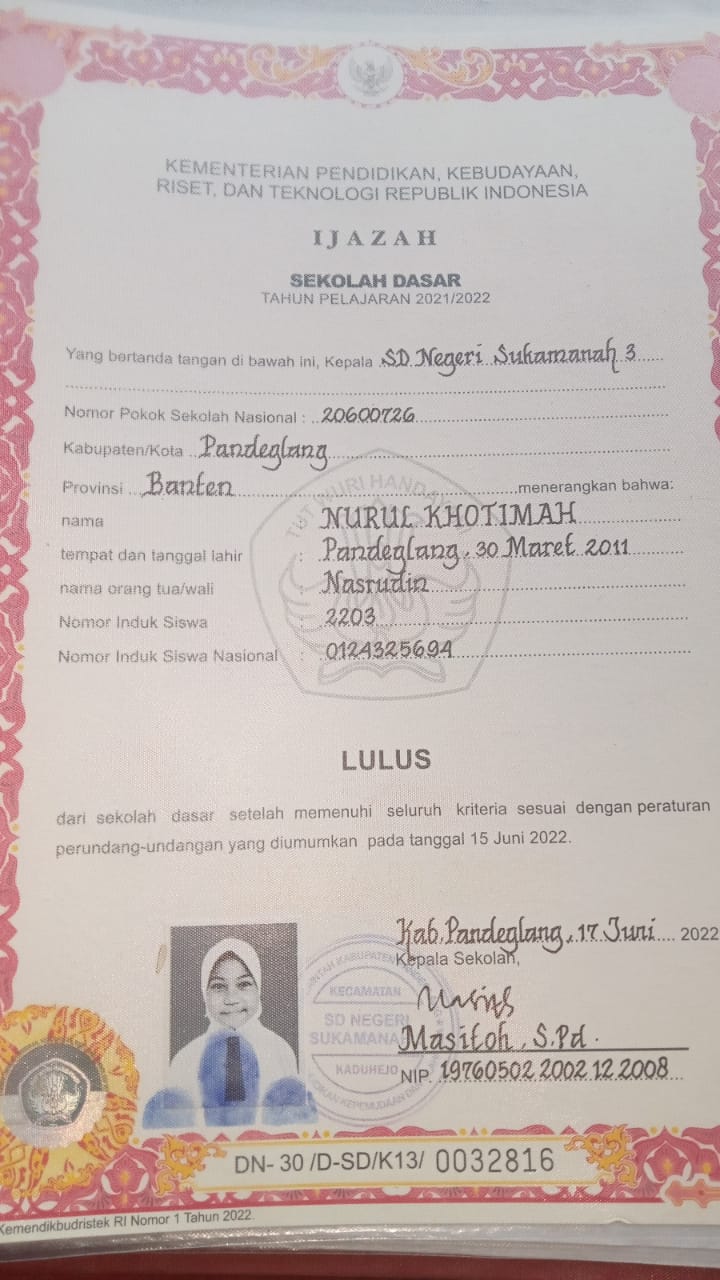 KEMENTERIAN PENDIDIKAN, KEBUDAYAAN,
RISET, DAN TEKNOLOGI REPUBLIK INDONESIA
IJAZAH
SEKOLAH DASAR
TAHUN PELAJARAN 2021/2022
Yang bertanda tangan di bawah ini, Kepala SD Negeri Sukamanah 3
Nomor Pokok Sekolah Nasional : 20600726
Kabupaten/Kota Pandeglang
Provinsi Banten menerangkan bahwa:
nama : NURUL KHOTIMAH
tempat dan tanggal lahir : Pandeglang, 30 Maret 2011
nama orang tua/wali : Nasrudin
Nomor Induk Siswa : 2203
Nomor Induk Siswa Nasional : 0124325694
TUT WURI HANDAY
LULUS
dari sekolah dasar setelah memenuhi seluruh kriteria sesuai dengan peraturan
perundang-undangan yang diumumkan pada tanggal 15 Juni 2022.
Kab. Pandeglang, 17 Juni 2022
Kepala Sekolah,
KECAMATAN
SD NEGERI
SUKAMANA
KADUHEJO
Masitoh, S.Pd.
NIP. 19760502 2002 12 2008
DN- 30 /D-SD/K13/ 0032816
Kemendikbudristek RI Nomor 1 Tahun 2022.